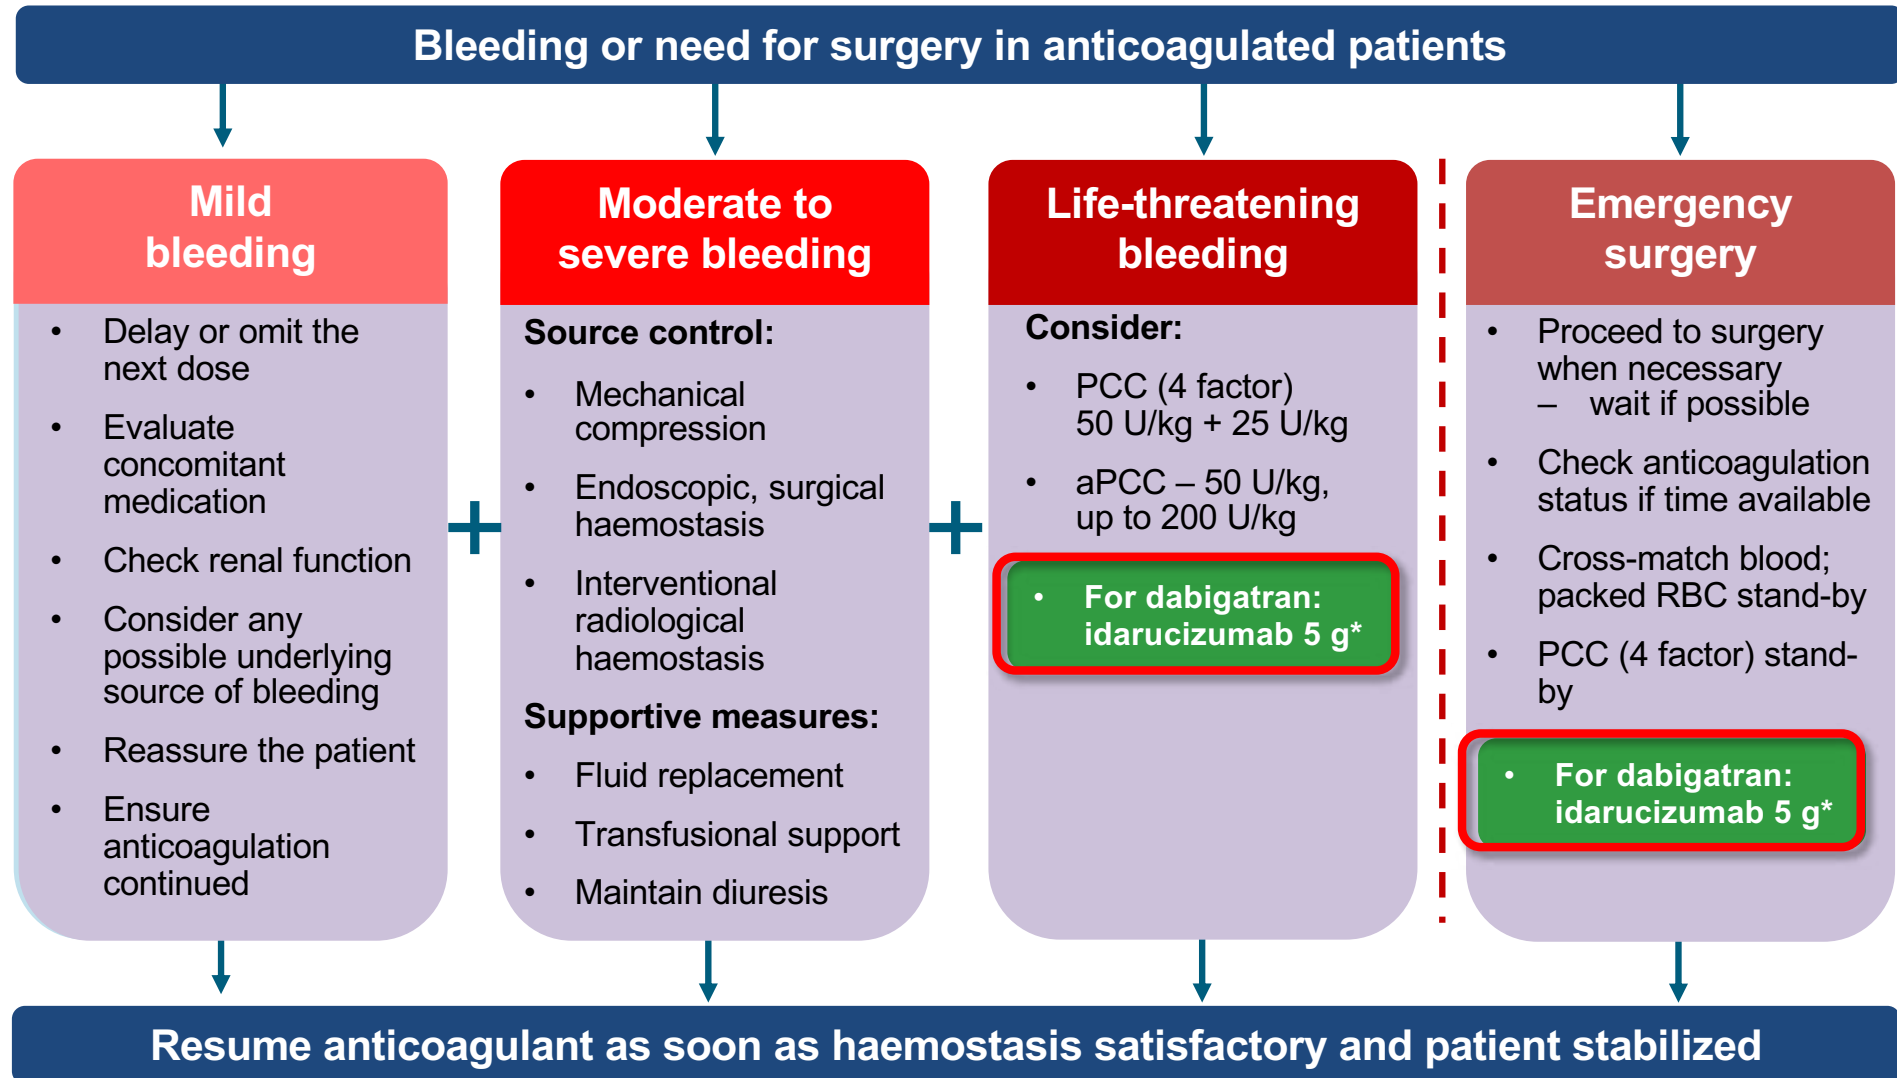 Bleeding or need for surgery in anticoagulated patients
Mild
bleeding
• Delay or omit the
next dose
• Evaluate
concomitant
medication
• Check renal function
• Consider any
possible underlying
source of bleeding
• Reassure the patient
• Ensure
anticoagulation
continued
+
Moderate to
severe bleeding
Source control:
• Mechanical
compression
• Endoscopic, surgical
haemostasis
• Interventional
radiological
haemostasis
Supportive measures:
• Fluid replacement
• Transfusional support
• Maintain diuresis
+
Life-threatening
bleeding
Consider:
• PCC (4 factor)
50 U/kg + 25 U/kg
• aPCC – 50 U/kg,
up to 200 U/kg
• For dabigatran:
idarucizumab 5 g*
Emergency
surgery
• Proceed to surgery
when necessary
– wait if possible
• Check anticoagulation
status if time available
• Cross-match blood;
packed RBC stand-by
• PCC (4 factor) stand-
by
• For dabigatran:
idarucizumab 5 g*
Resume anticoagulant as soon as haemostasis satisfactory and patient stabilized